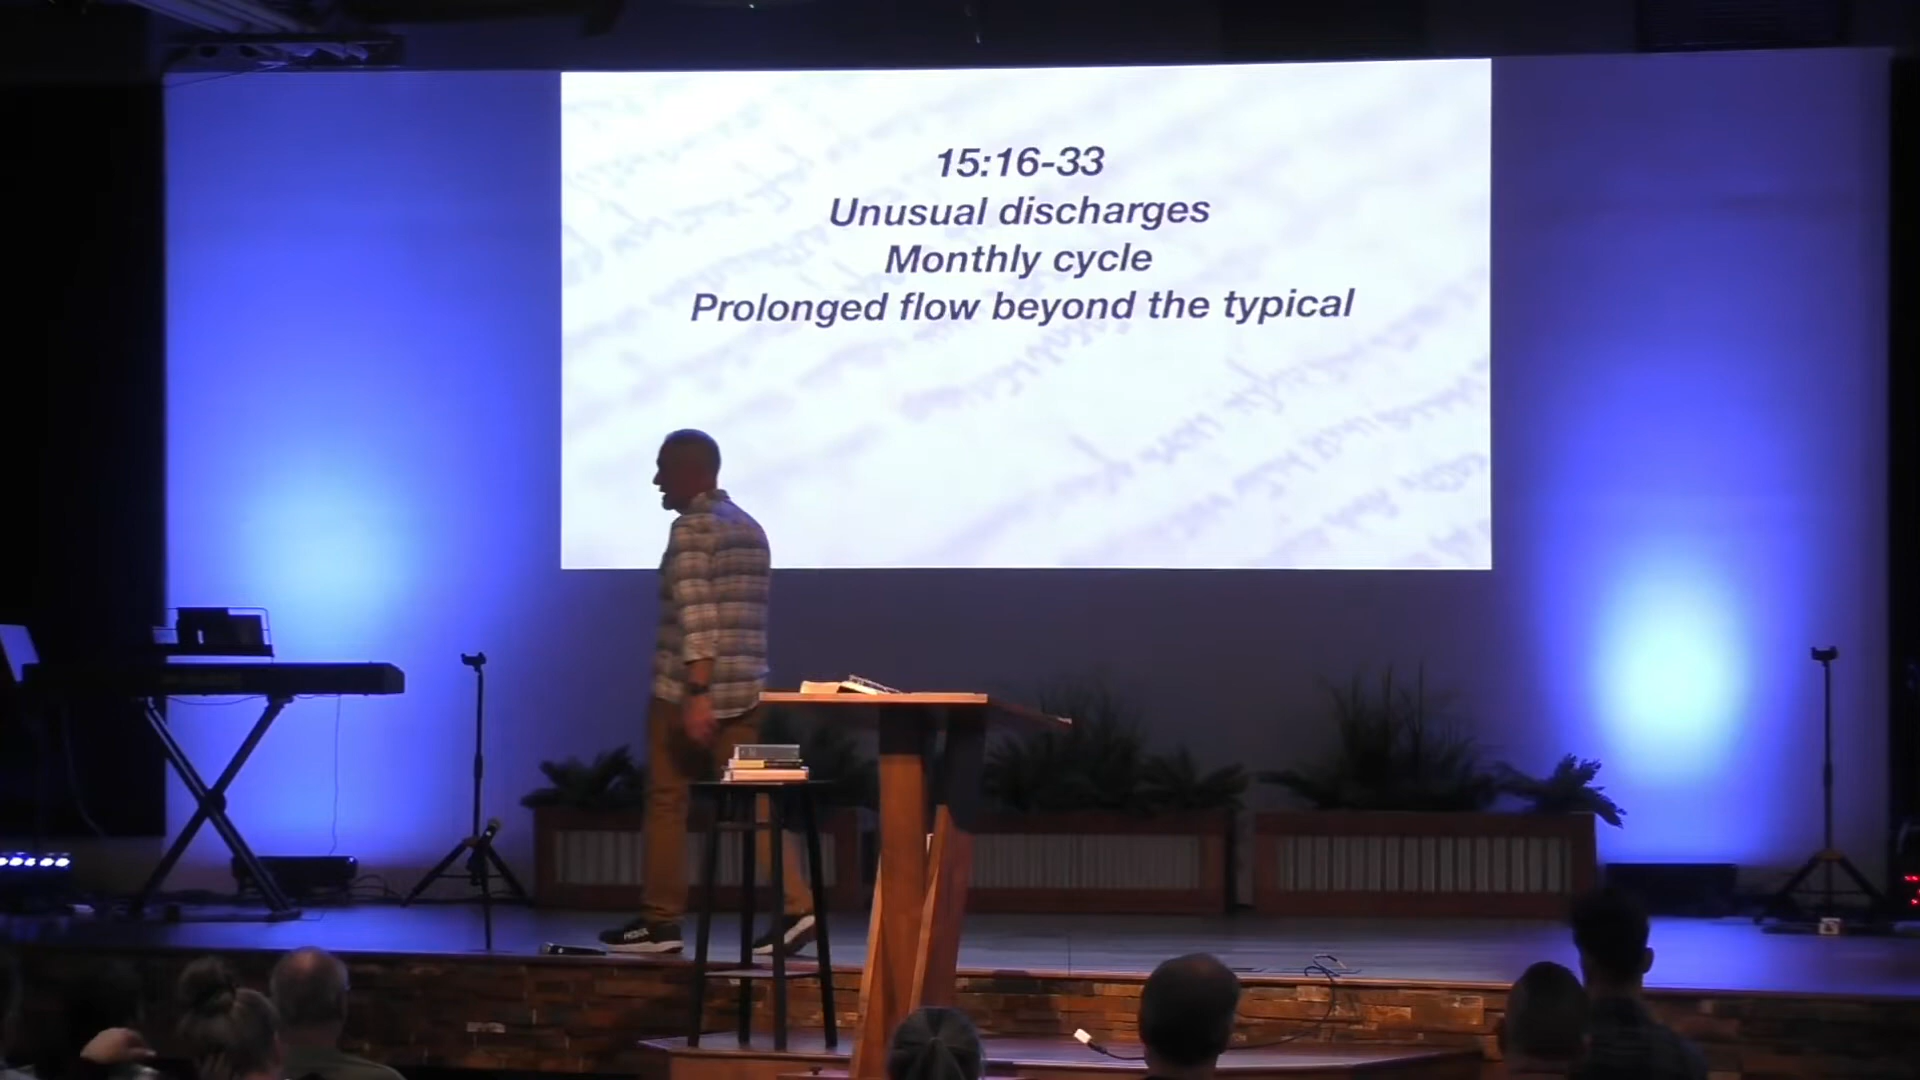 15:16-33
Unusual discharges
Monthly cycle
Prolonged flow beyond the typical